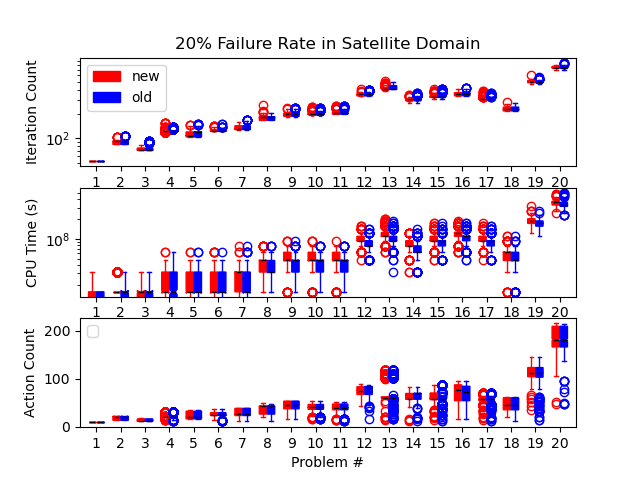 20% Failure Rate in Satellite Domain
Iteration Count
10²
new
old
1 2 3 4 5 6 7 8 9 10 11 12 13 14 15 16 17 18 19 20
CPU Time (s)
10⁸
1 2 3 4 5 6 7 8 9 10 11 12 13 14 15 16 17 18 19 20
Action Count
200
100
0
1 2 3 4 5 6 7 8 9 10 11 12 13 14 15 16 17 18 19 20
Problem #